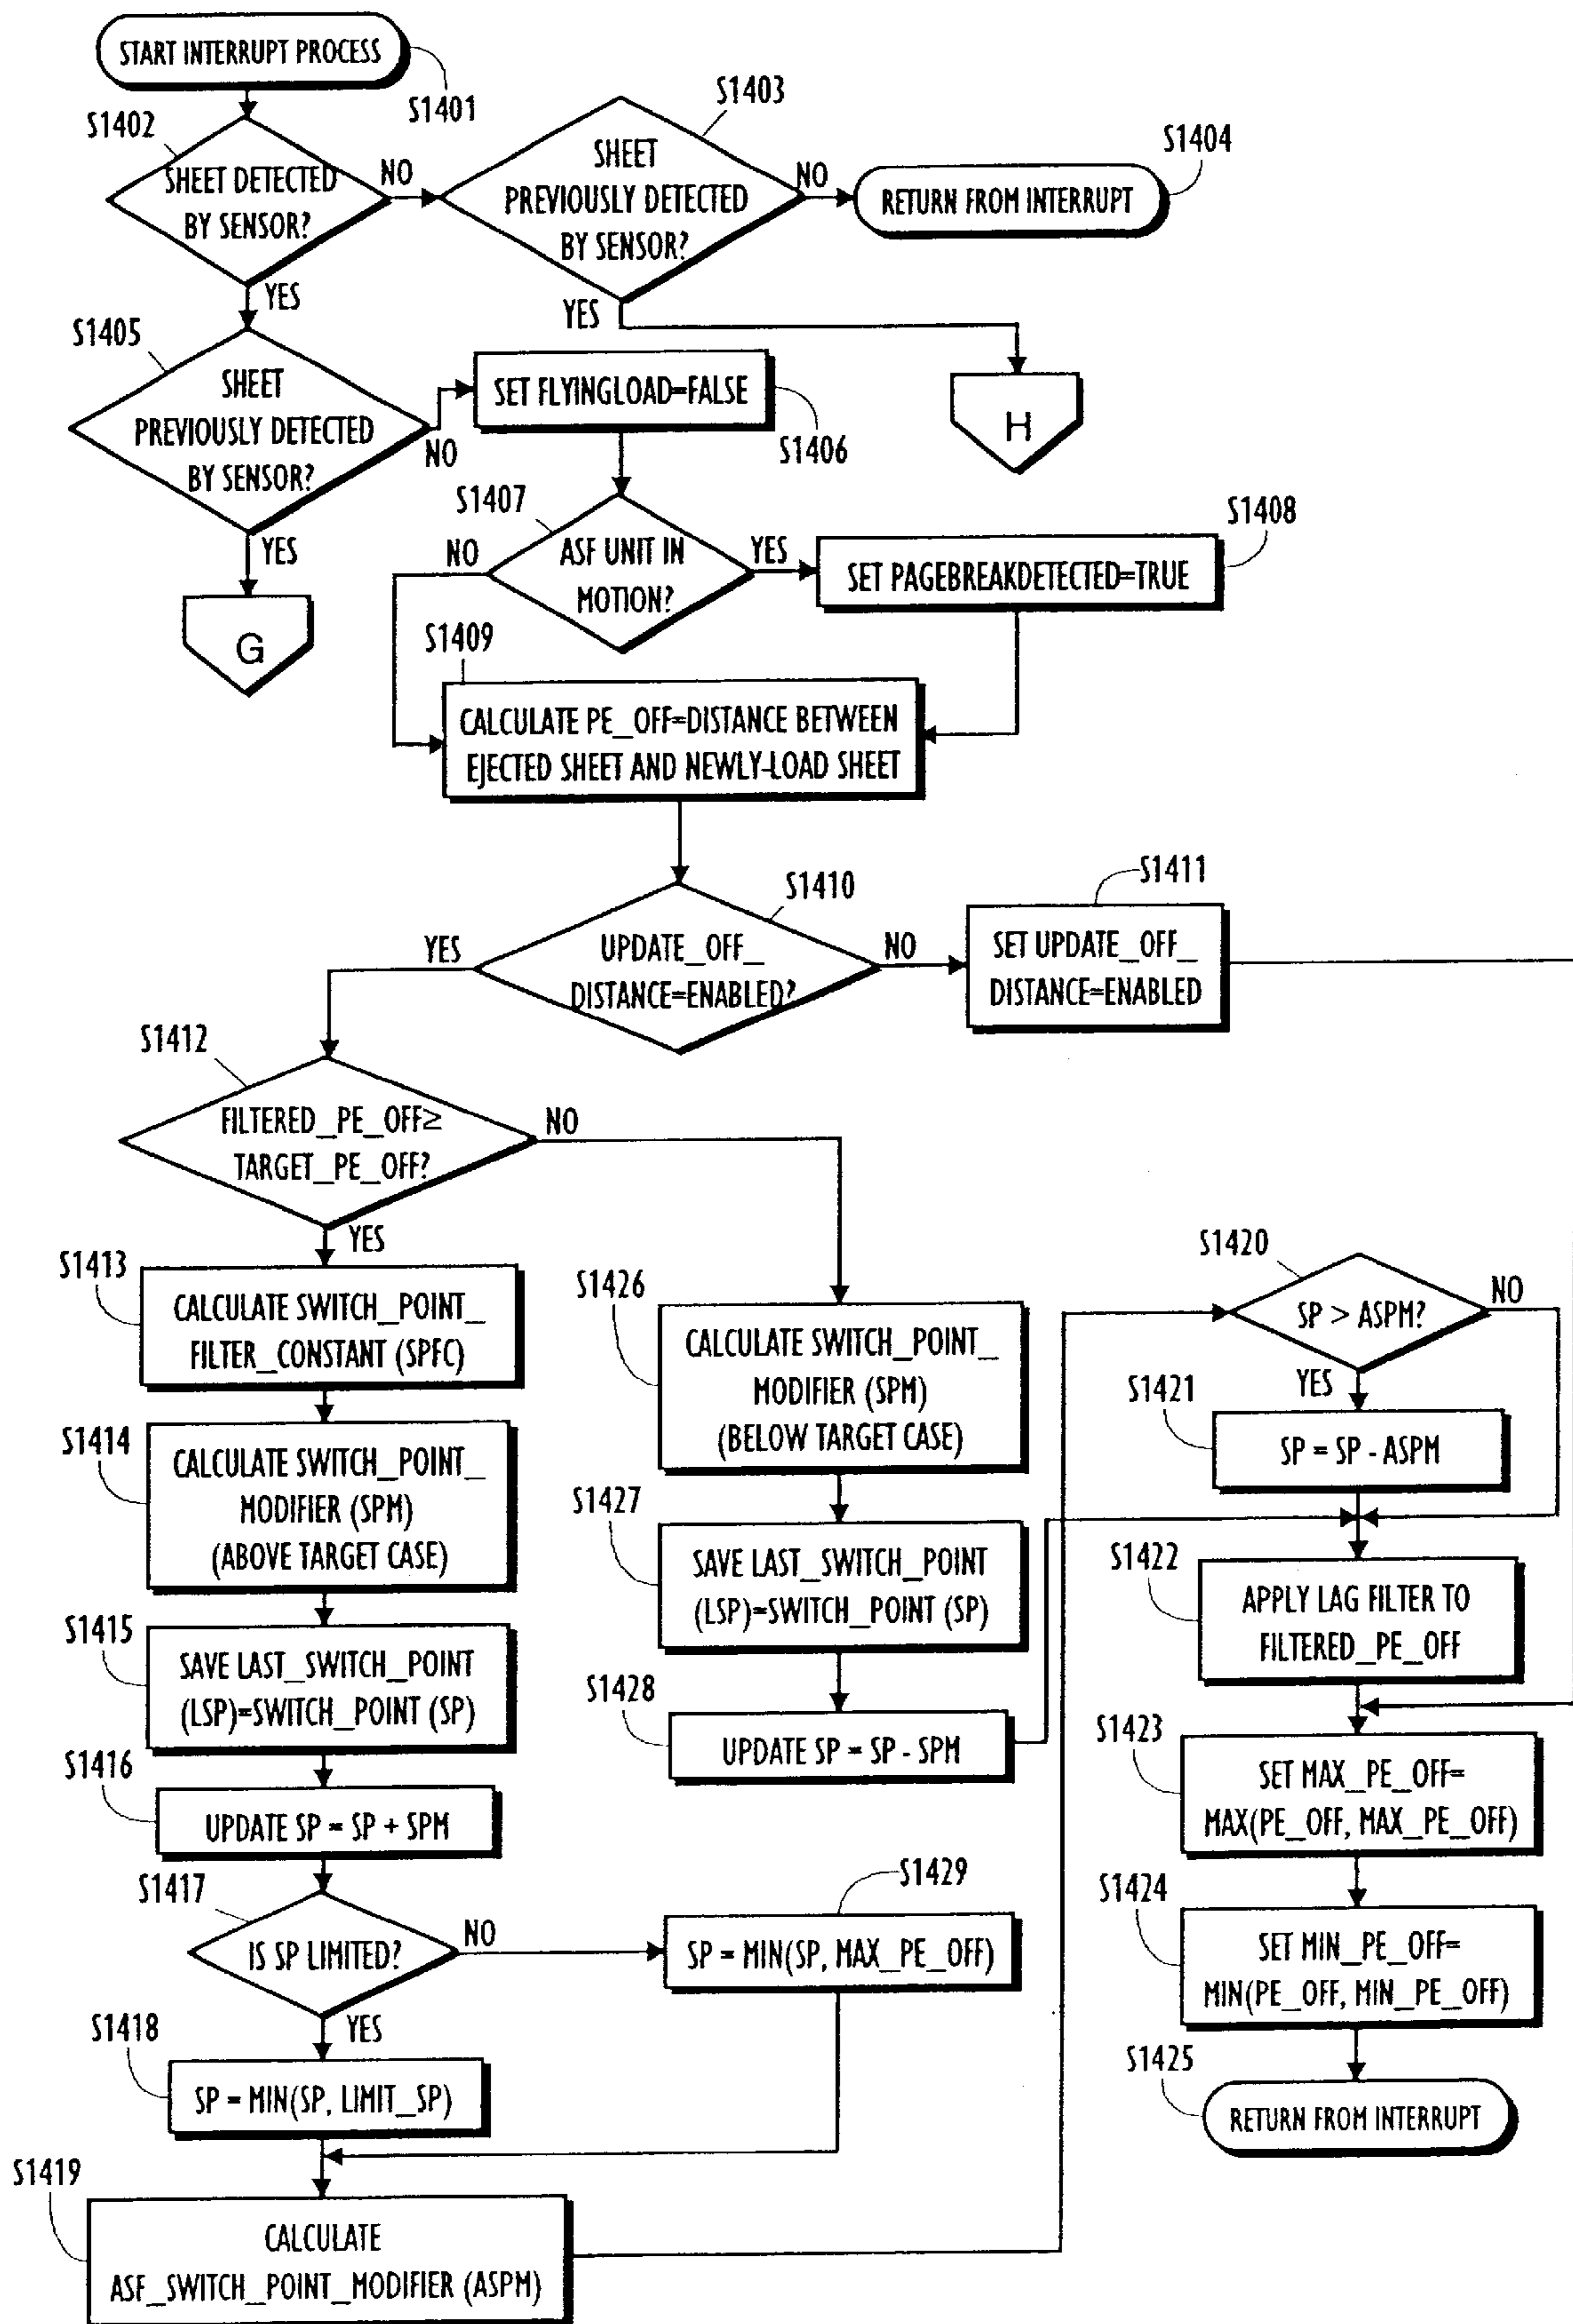 START INTERRUPT PROCESS
S1401
S1402
SHEET DETECTED
BY SENSOR?
NO
YES
S1403
SHEET
PREVIOUSLY DETECTED
BY SENSOR?
NO
YES
S1404
RETURN FROM INTERRUPT
H
S1405
SHEET
PREVIOUSLY DETECTED
BY SENSOR?
NO
YES
G
SET FLYINGLOAD=FALSE
S1406
S1407
ASF UNIT IN
MOTION?
NO
YES
S1408
SET PAGEBREAKDETECTED=TRUE
S1409
CALCULATE PE_OFF=DISTANCE BETWEEN
EJECTED SHEET AND NEWLY-LOAD SHEET
S1410
UPDATE_OFF_
DISTANCE=ENABLED?
YES
NO
S1411
SET UPDATE_OFF_
DISTANCE=ENABLED
S1412
FILTERED_PE_OFF≥
TARGET_PE_OFF?
NO
YES
S1413
CALCULATE SWITCH_POINT_
FILTER_CONSTANT (SPFC)
S1414
CALCULATE SWITCH_POINT_
MODIFIER (SPM)
(ABOVE TARGET CASE)
S1415
SAVE LAST_SWITCH_POINT
(LSP)=SWITCH_POINT (SP)
S1416
UPDATE SP = SP + SPM
S1417
IS SP LIMITED?
NO
YES
S1418
SP = MIN(SP, LIMIT_SP)
S1419
CALCULATE
ASF_SWITCH_POINT_MODIFIER (ASPM)
S1426
CALCULATE SWITCH_POINT_
MODIFIER (SPM)
(BELOW TARGET CASE)
S1427
SAVE LAST_SWITCH_POINT
(LSP)=SWITCH_POINT (SP)
S1428
UPDATE SP = SP - SPM
S1429
SP = MIN(SP, MAX_PE_OFF)
S1420
SP > ASPM?
NO
YES
S1421
SP = SP - ASPM
S1422
APPLY LAG FILTER TO
FILTERED_PE_OFF
S1423
SET MAX_PE_OFF=
MAX(PE_OFF, MAX_PE_OFF)
S1424
SET MIN_PE_OFF=
MIN(PE_OFF, MIN_PE_OFF)
S1425
RETURN FROM INTERRUPT